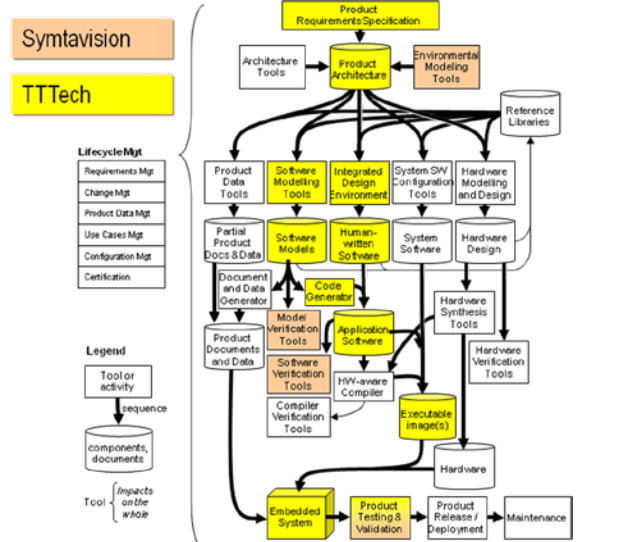 Product
Requirements Specification
Symtavision
TTTech
Architecture
Tools
Product
Architecture
Environmental
Modeling
Tools
Reference
Libraries
Lifecycle Mgt
Requirements Mgt
Change Mgt
Product Data Mgt
Use Cases Mgt
Configuration Mgt
Certification
Product
Data
Tools
Software
Modelling
Tools
Integrated
Design
Environment
System SW
Configuration
Tools
Hardware
Modelling
and Design
Partial
Product
Docs & Data
Software
Models
Human-
written
Software
System
Software
Hardware
Design
Document
and Data
Generator
Code
Generator
Hardware
Synthesis
Tools
Model
Verification
Tools
Application
Software
Product
Documents
and Data
Software
Verification
Tools
HW-aware
Compiler
Hardware
Verification
Tools
Compiler
Verification
Tools
Executable
image(s)
Hardware
Legend
Tool or
activity
sequence
components,
documents
Tool
Impacts
on the
whole
Embedded
System
Product
Testing &
Validation
Product
Release /
Deployment
Maintenance